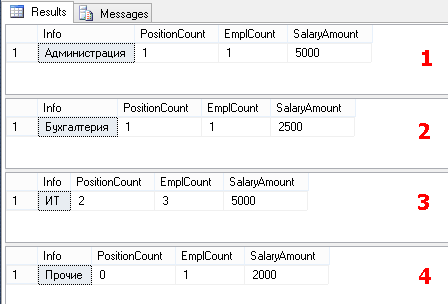 Results Messages
Info PositionCount EmplCount SalaryAmount
1 Администрация 1 1 5000
1
Info PositionCount EmplCount SalaryAmount
1 Бухгалтерия 1 1 2500
2
Info PositionCount EmplCount SalaryAmount
1 ИТ 2 3 5000
3
Info PositionCount EmplCount SalaryAmount
1 Прочие 0 1 2000
4